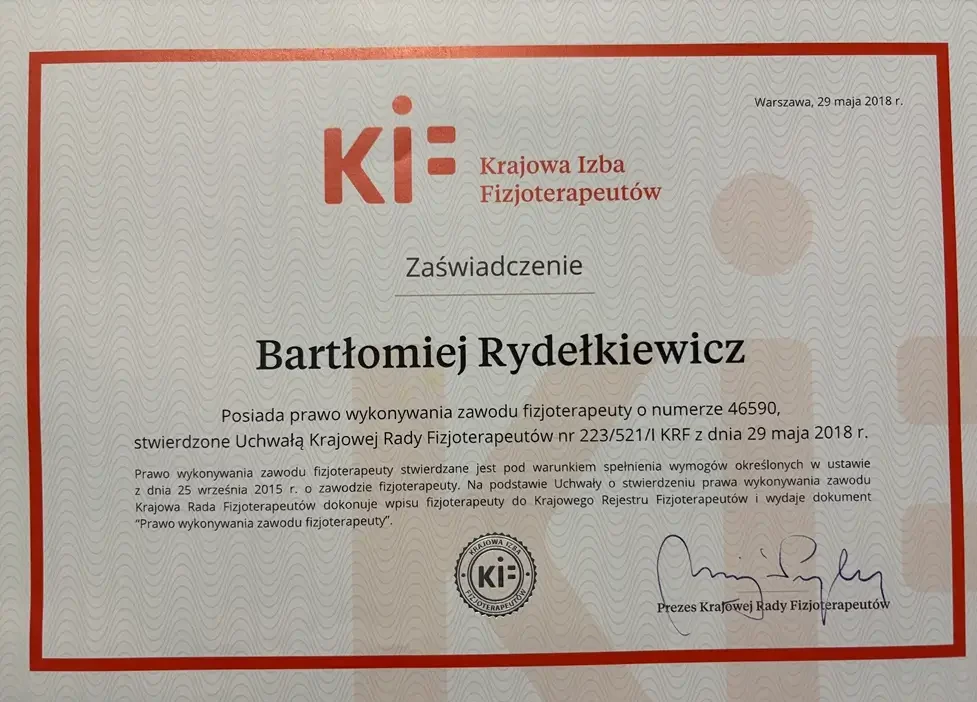 Warszawa, 29 maja 2018 r.
KIF
Krajowa Izba
Fizjoterapeutów
Zaświadczenie
Bartłomiej Rydełkiewicz
Posiada prawo wykonywania zawodu fizjoterapeuty o numerze 46590,
stwierdzone Uchwałą Krajowej Rady Fizjoterapeutów nr 223/521/I KRF z dnia 29 maja 2018 r.
Prawo wykonywania zawodu fizjoterapeuty stwierdzane jest pod warunkiem spełnienia wymogów określonych w ustawie
z dnia 25 września 2015 r. o zawodzie fizjoterapeuty. Na podstawie Uchwały o stwierdzeniu prawa wykonywania zawodu
Krajowa Rada Fizjoterapeutów dokonuje wpisu fizjoterapeuty do Krajowego Rejestru Fizjoterapeutów i wydaje dokument
“Prawo wykonywania zawodu fizjoterapeuty”.
KRAJOWA IZBA
KIF
FIZJOTERAPEUTÓW
Prezes Krajowej Rady Fizjoterapeutów